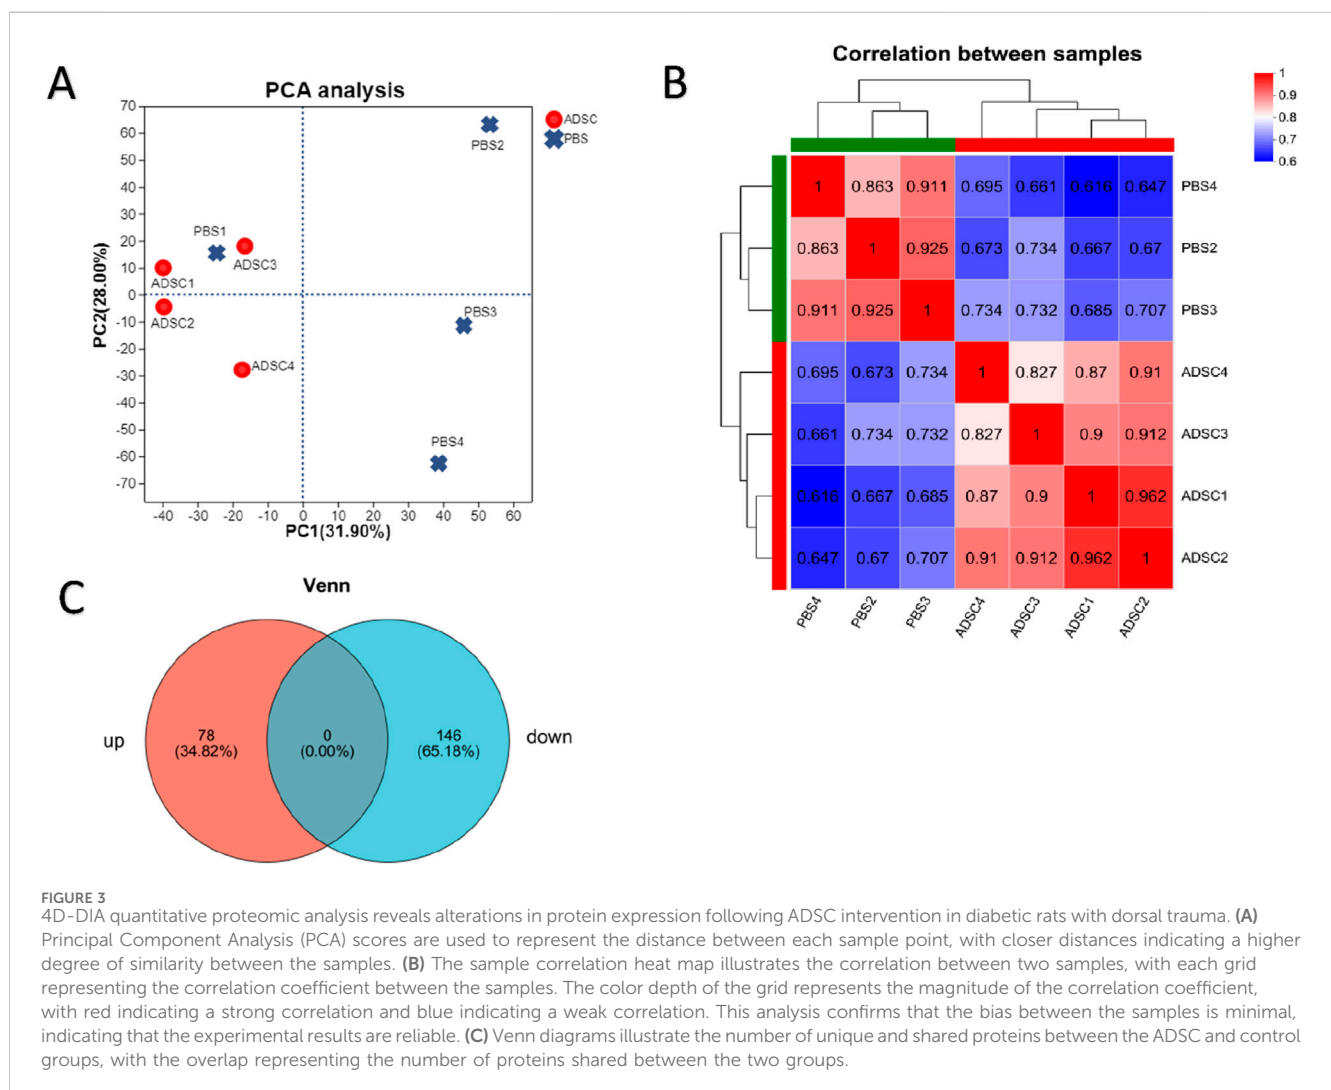 A
PCA analysis
70
60
50
40
30
20
10
0
-10
-20
-30
-40
-50
-60
-70
PC2(28.00%)
-40 -30 -20 -10 0 10 20 30 40 50 60
PC1(31.90%)
PBS2
PBS1
ADSC3
ADSC1
ADSC2
PBS3
ADSC4
PBS4
ADSC
PBS
B
Correlation between samples
1
0.9
0.8
0.7
0.6
1 0.863 0.911 0.695 0.661 0.616 0.647 PBS4
0.863 1 0.925 0.673 0.734 0.667 0.67 PBS2
0.911 0.925 1 0.734 0.732 0.685 0.707 PBS3
0.695 0.673 0.734 1 0.827 0.87 0.91 ADSC4
0.661 0.734 0.732 0.827 1 0.9 0.912 ADSC3
0.616 0.667 0.685 0.87 0.9 1 0.962 ADSC1
0.647 0.67 0.707 0.91 0.912 0.962 1 ADSC2
PBS4 PBS2 PBS3 ADSC4 ADSC3 ADSC1 ADSC2
C
Venn
up
78
(34.82%)
0
(0.00%)
146
(65.18%)
down
FIGURE 3
4D-DIA quantitative proteomic analysis reveals alterations in protein expression following ADSC intervention in diabetic rats with dorsal trauma. (A)
Principal Component Analysis (PCA) scores are used to represent the distance between each sample point, with closer distances indicating a higher
degree of similarity between the samples. (B) The sample correlation heat map illustrates the correlation between two samples, with each grid
representing the correlation coefficient between the samples. The color depth of the grid represents the magnitude of the correlation coefficient,
with red indicating a strong correlation and blue indicating a weak correlation. This analysis confirms that the bias between the samples is minimal,
indicating that the experimental results are reliable. (C) Venn diagrams illustrate the number of unique and shared proteins between the ADSC and control
groups, with the overlap representing the number of proteins shared between the two groups.